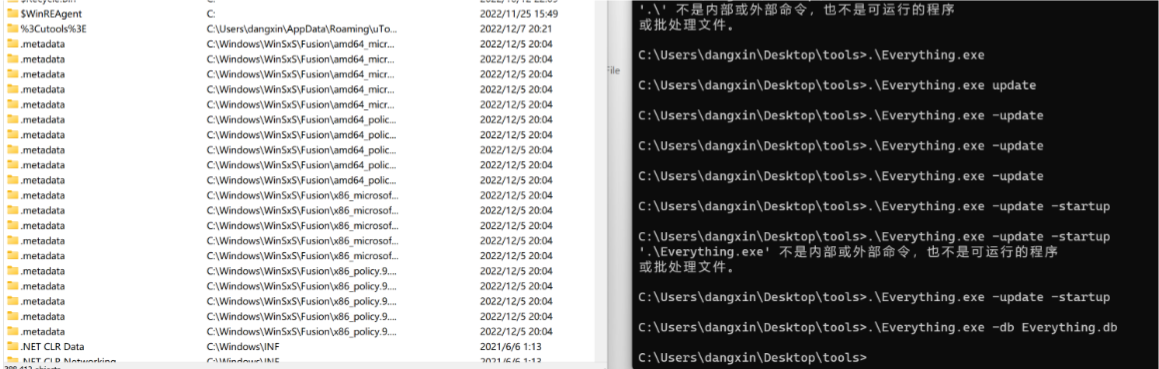 $WinREAgent C: 2022/11/25 15:49
%3Cutools%3E C:\Users\dangxin\AppData\Roaming\uTo... 2022/12/7 20:21
.metadata C:\Windows\WinSxS\Fusion\amd64_micr... 2022/12/5 20:04
.metadata C:\Windows\WinSxS\Fusion\amd64_micr... 2022/12/5 20:04
.metadata C:\Windows\WinSxS\Fusion\amd64_micr... 2022/12/5 20:04
.metadata C:\Windows\WinSxS\Fusion\amd64_micr... 2022/12/5 20:04
.metadata C:\Windows\WinSxS\Fusion\amd64_micr... 2022/12/5 20:04
.metadata C:\Windows\WinSxS\Fusion\amd64_polic... 2022/12/5 20:04
.metadata C:\Windows\WinSxS\Fusion\amd64_polic... 2022/12/5 20:04
.metadata C:\Windows\WinSxS\Fusion\amd64_polic... 2022/12/5 20:04
.metadata C:\Windows\WinSxS\Fusion\amd64_polic... 2022/12/5 20:04
.metadata C:\Windows\WinSxS\Fusion\amd64_polic... 2022/12/5 20:04
.metadata C:\Windows\WinSxS\Fusion\x86_microsof... 2022/12/5 20:04
.metadata C:\Windows\WinSxS\Fusion\x86_microsof... 2022/12/5 20:04
.metadata C:\Windows\WinSxS\Fusion\x86_microsof... 2022/12/5 20:04
.metadata C:\Windows\WinSxS\Fusion\x86_microsof... 2022/12/5 20:04
.metadata C:\Windows\WinSxS\Fusion\x86_microsof... 2022/12/5 20:04
.metadata C:\Windows\WinSxS\Fusion\x86_policy.9.... 2022/12/5 20:04
.metadata C:\Windows\WinSxS\Fusion\x86_policy.9.... 2022/12/5 20:04
.metadata C:\Windows\WinSxS\Fusion\x86_policy.9.... 2022/12/5 20:04
.metadata C:\Windows\WinSxS\Fusion\x86_policy.9.... 2022/12/5 20:04
.metadata C:\Windows\WinSxS\Fusion\x86_policy.9.... 2022/12/5 20:04
.NET CLR Data C:\Windows\INF 2021/6/6 1:13
.NET CLR Networking C:\Windows\INF 2021/6/6 1:13
File
'.\' 不是内部或外部命令，也不是可运行的程序
或批处理文件。
C:\Users\dangxin\Desktop\tools>.\Everything.exe
C:\Users\dangxin\Desktop\tools>.\Everything.exe update
C:\Users\dangxin\Desktop\tools>.\Everything.exe -update
C:\Users\dangxin\Desktop\tools>.\Everything.exe -update
C:\Users\dangxin\Desktop\tools>.\Everything.exe -update
C:\Users\dangxin\Desktop\tools>.\Everything.exe -update -startup
C:\Users\dangxin\Desktop\tools>.\Everything.exe -update -startup
'.\Everything.exe' 不是内部或外部命令，也不是可运行的程序
或批处理文件。
C:\Users\dangxin\Desktop\tools>.\Everything.exe -update -startup
C:\Users\dangxin\Desktop\tools>.\Everything.exe -db Everything.db
C:\Users\dangxin\Desktop\tools>